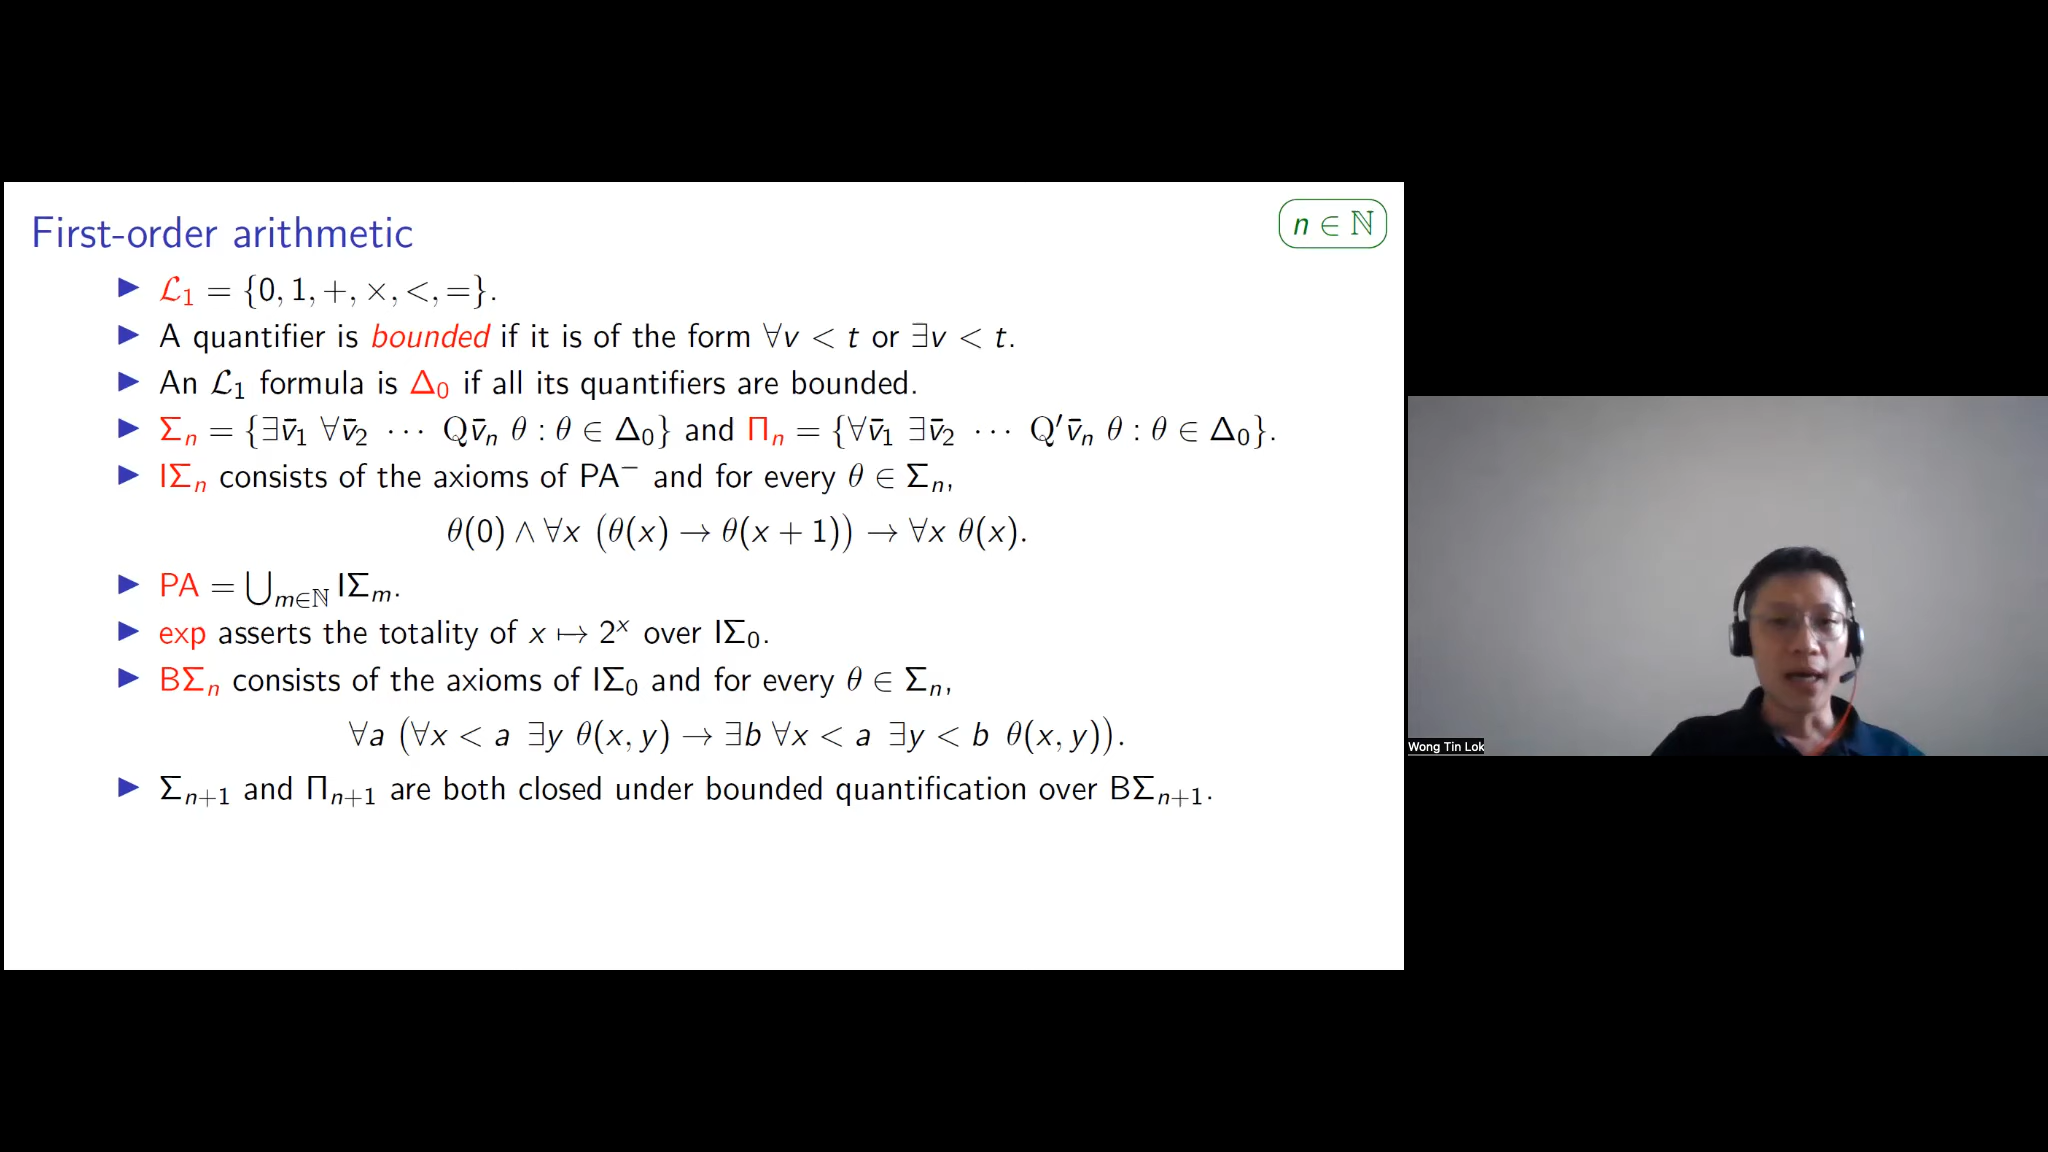 First-order arithmetic
n ∈ ℕ
▶ ℒ₁ = {0, 1, +, ×, <, =}.
▶ A quantifier is bounded if it is of the form ∀v < t or ∃v < t.
▶ An ℒ₁ formula is Δ₀ if all its quantifiers are bounded.
▶ Σₙ = {∃v̄₁ ∀v̄₂ ⋯ Qv̄ₙ θ : θ ∈ Δ₀} and Πₙ = {∀v̄₁ ∃v̄₂ ⋯ Q′v̄ₙ θ : θ ∈ Δ₀}.
▶ IΣₙ consists of the axioms of PA⁻ and for every θ ∈ Σₙ,
θ(0) ∧ ∀x (θ(x) → θ(x + 1)) → ∀x θ(x).
▶ PA = ⋃_{m∈ℕ} IΣₘ.
▶ exp asserts the totality of x ↦ 2ˣ over IΣ₀.
▶ BΣₙ consists of the axioms of IΣ₀ and for every θ ∈ Σₙ,
∀a (∀x < a ∃y θ(x, y) → ∃b ∀x < a ∃y < b θ(x, y)).
▶ Σₙ₊₁ and Πₙ₊₁ are both closed under bounded quantification over BΣₙ₊₁.
Wong Tin Lok